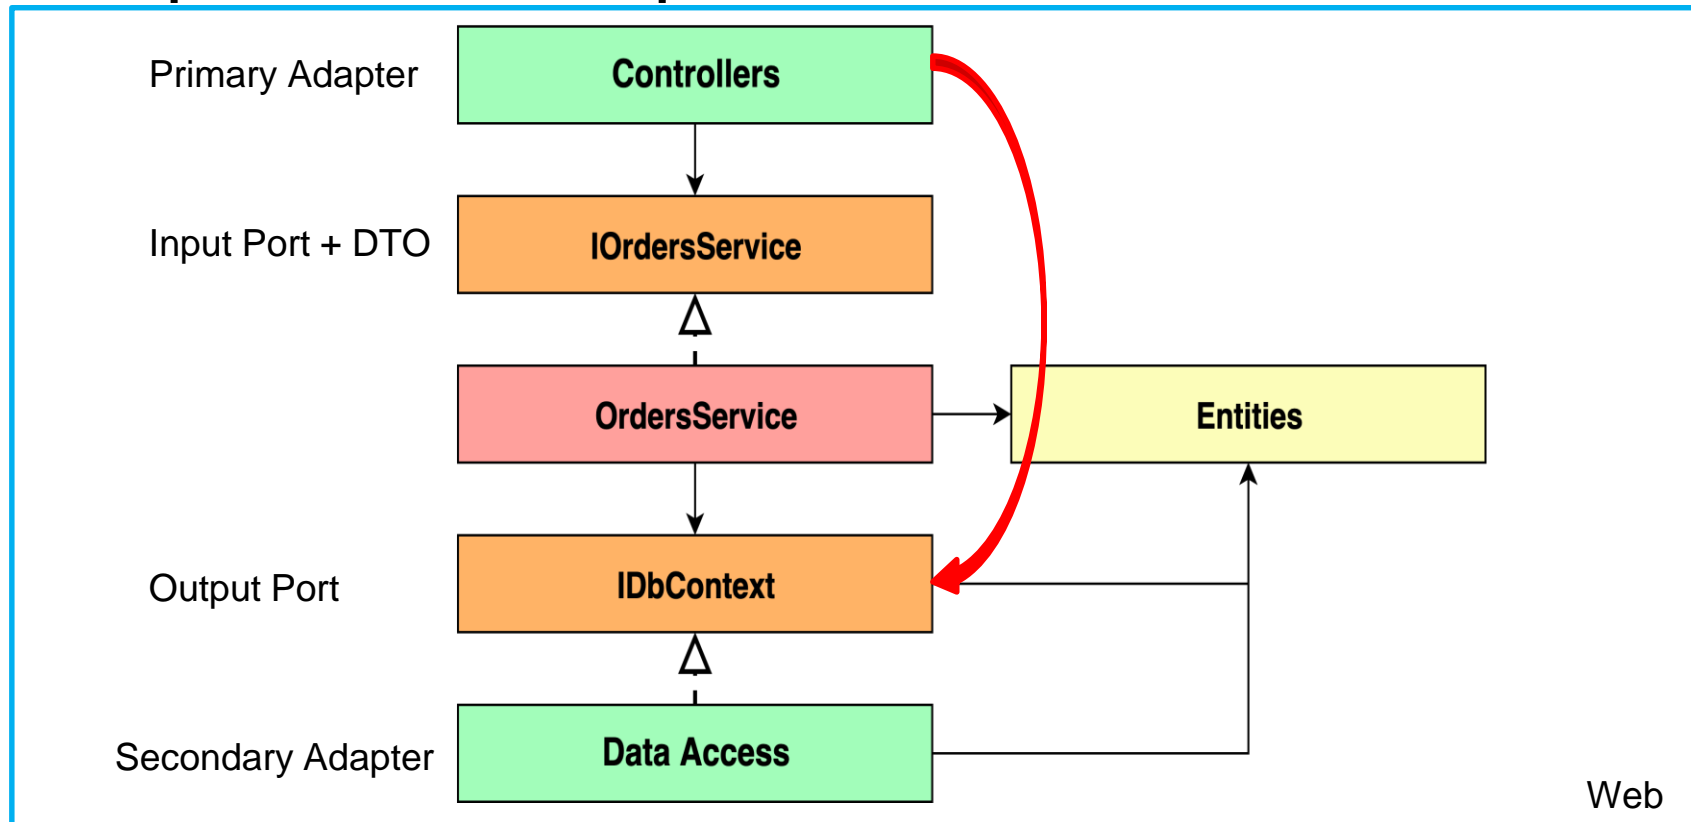 Primary Adapter
Controllers
Input Port + DTO
IOrdersService
OrdersService
Entities
Output Port
IDbContext
Secondary Adapter
Data Access
Web